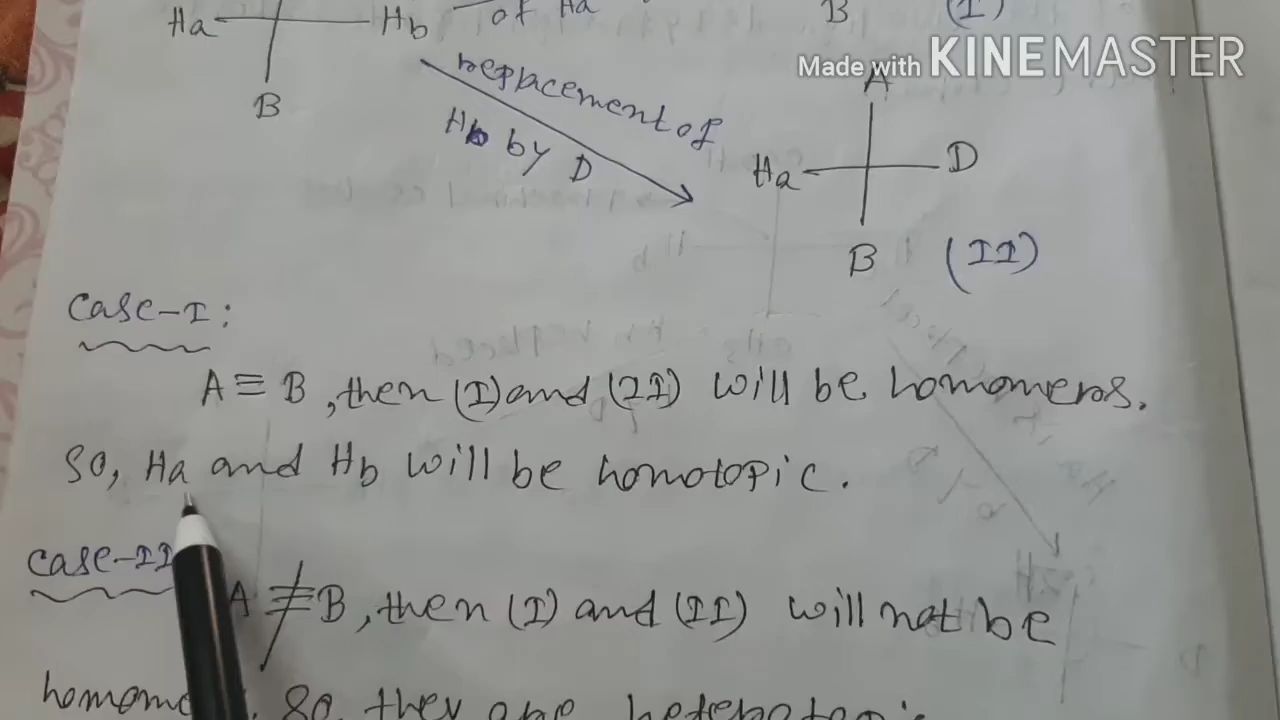 Ha Hb of Ha B (I)
Made with KINEMASTER
B
replacement of
Hb by D
A
Ha D
B (II)
Case-I:
A ≡ B, then (I) and (II) will be homomers.
So, Ha and Hb will be homotopic.
Case-II
A ≢ B, then (I) and (II) will not be
So they are heterotopic